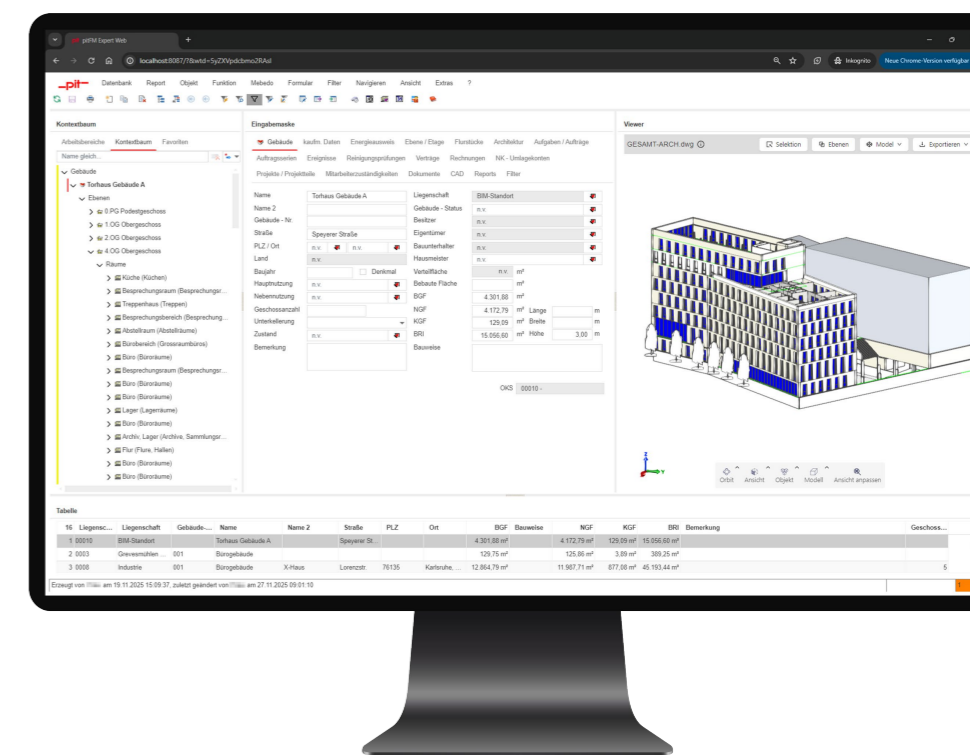 pitFM Expert Web
localhost:8087/?&wtd=5yZXVpdcbmo2RAsl
Inkognito
Neue Chrome-Version verfügbar
pit
Datenbank Report Objekt Funktion Mebedo Formular Filter Navigieren Ansicht Extras ?
Kontextbaum
Arbeitsbereiche Kontextbaum Favoriten
Name gleich...
Gebäude
Torhaus Gebäude A
Ebenen
0.PG Podestgeschoss
1.OG Obergeschoss
2.OG Obergeschoss
4.OG Obergeschoss
Räume
Küche (Küchen)
Besprechungsraum (Besprechungsr...
Treppenhaus (Treppen)
Besprechungsbereich (Besprechung...
Abstellraum (Abstellräume)
Bürobereich (Grossraumbüros)
Büro (Büroräume)
Besprechungsraum (Besprechungsr...
Büro (Büroräume)
Büro (Büroräume)
Lager (Lagerräume)
Büro (Büroräume)
Archiv, Lager (Archive, Sammlungsr...
Flur (Flure, Hallen)
Büro (Büroräume)
Büro (Büroräume)
Eingabemaske
Gebäude kaufm. Daten Energieausweis Ebene / Etage Flurstücke Architektur Aufgaben / Aufträge
Auftragsserien Ereignisse Reinigungsprüfungen Verträge Rechnungen NK - Umlagekonten
Projekte / Projektteile Mitarbeiterzuständigkeiten Dokumente CAD Reports Filter
Name Torhaus Gebäude A Liegenschaft BIM-Standort
Name 2 Gebäude - Status n.v.
Gebäude - Nr. Besitzer n.v.
Straße Speyerer Straße Eigentümer n.v.
PLZ / Ort n.v. n.v. Bauunterhalter n.v.
Land n.v. Hausmeister n.v.
Baujahr Denkmal Verteilfläche n.v. m²
Hauptnutzung n.v. Bebaute Fläche m²
Nebennutzung n.v. BGF 4.301,88 m²
Geschossanzahl NGF 4.172,79 m² Länge m
Unterkellerung KGF 129,09 m² Breite m
Zustand n.v. BRI 15.056,60 m³ Höhe 3,00 m
Bemerkung Bauweise
OKS 00010 -
Viewer
GESAMT-ARCH.dwg
Selektion Ebenen Model Exportieren
Z
Y
Orbit Ansicht Objekt Modell Ansicht anpassen
Tabelle
16 Liegensc... Liegenschaft Gebäude-... Name Name 2 Straße PLZ Ort BGF Bauweise NGF KGF BRI Bemerkung Geschoss...
1 00010 BIM-Standort Torhaus Gebäude A Speyerer St... 4.301,88 m² 4.172,79 m² 129,09 m² 15.056,60 m³
2 0003 Grevesmühlen ... 001 Bürogebäude 129,75 m² 125,86 m² 3,89 m² 389,25 m³
3 0008 Industrie 001 Bürogebäude X-Haus Lorenzstr. 76135 Karlsruhe, ... 12.864,79 m² 11.987,71 m² 877,08 m² 45.193,44 m³ 5
Erzeugt von am 19.11.2025 15:09:37, zuletzt geändert von am 27.11.2025 09:01:10
1